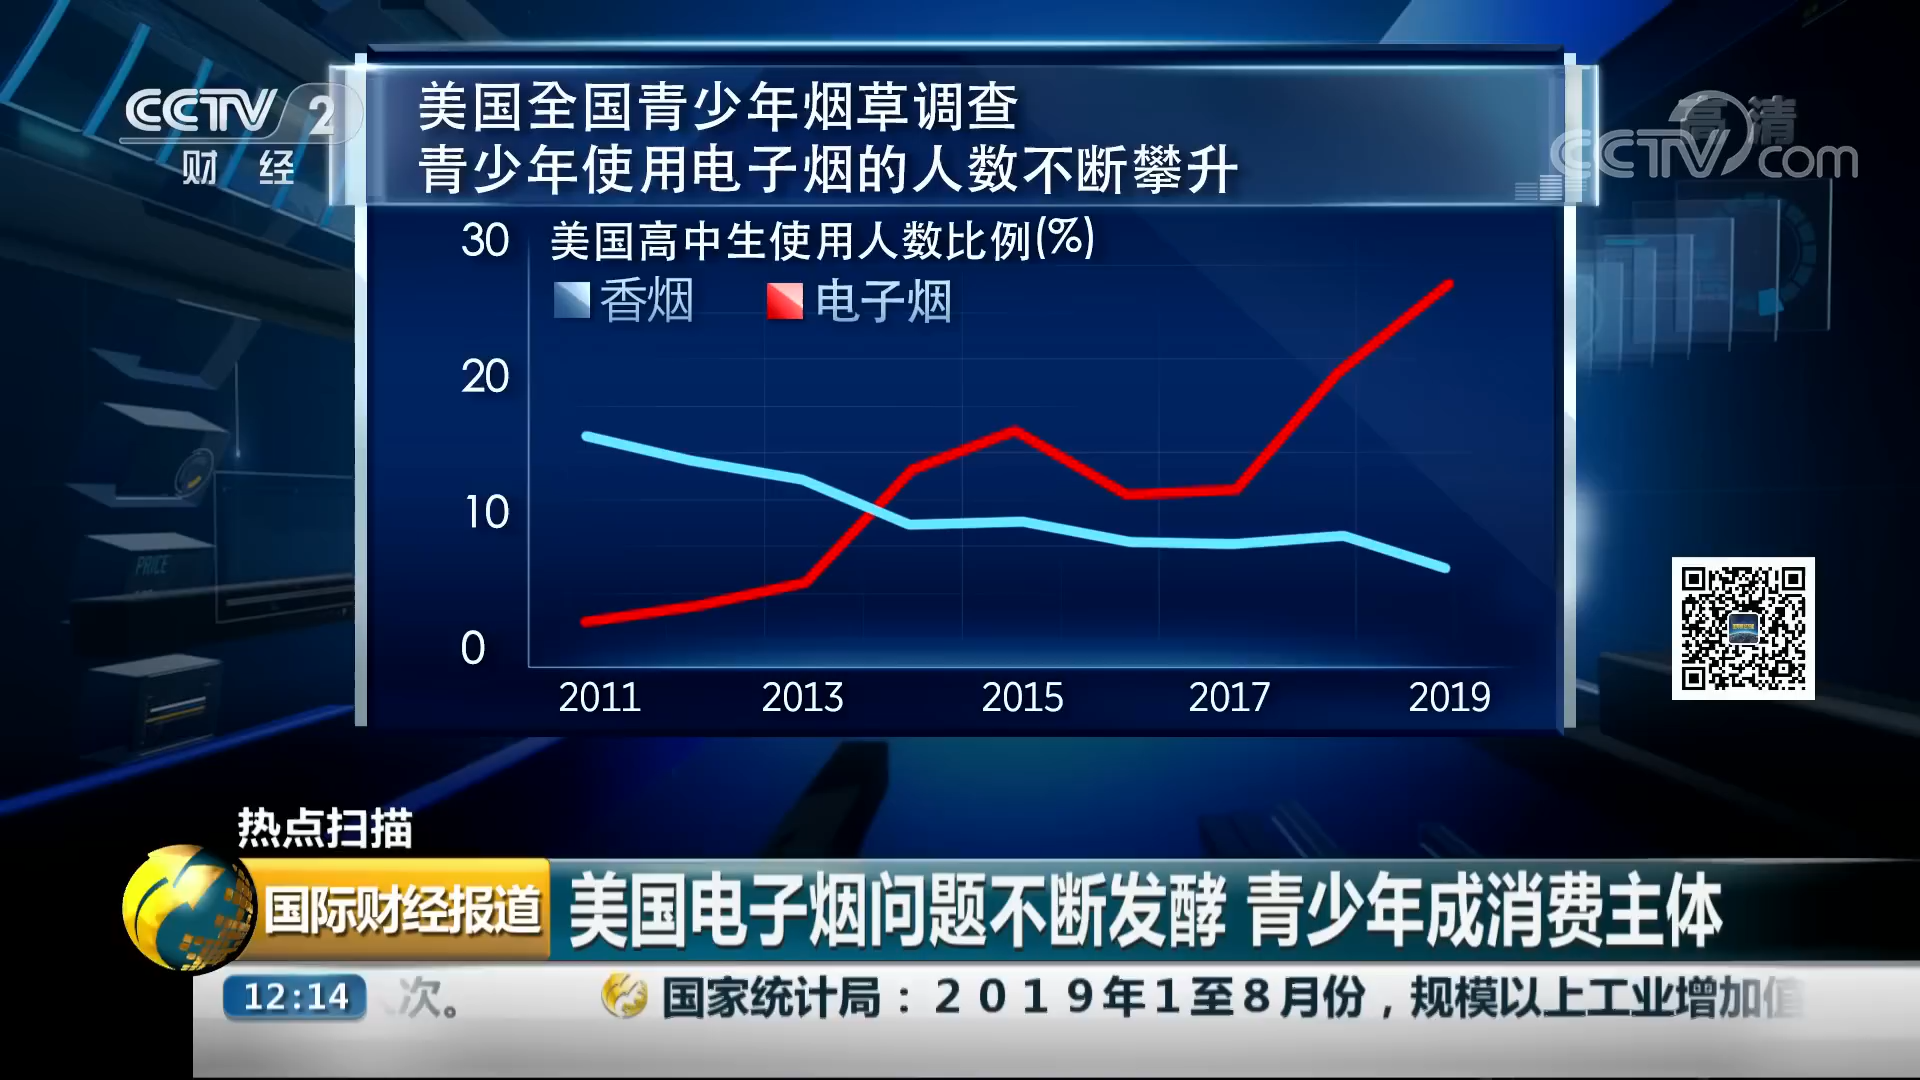 CCTV 2
财 经
高清
CCTV.com
美国全国青少年烟草调查
青少年使用电子烟的人数不断攀升
美国高中生使用人数比例(%)
香烟 电子烟
30
20
10
0
2011 2013 2015 2017 2019
PRICE
热点扫描
国际财经报道
美国电子烟问题不断发酵 青少年成消费主体
12:14
次。 国家统计局：2019年1至8月份，规模以上工业增加值